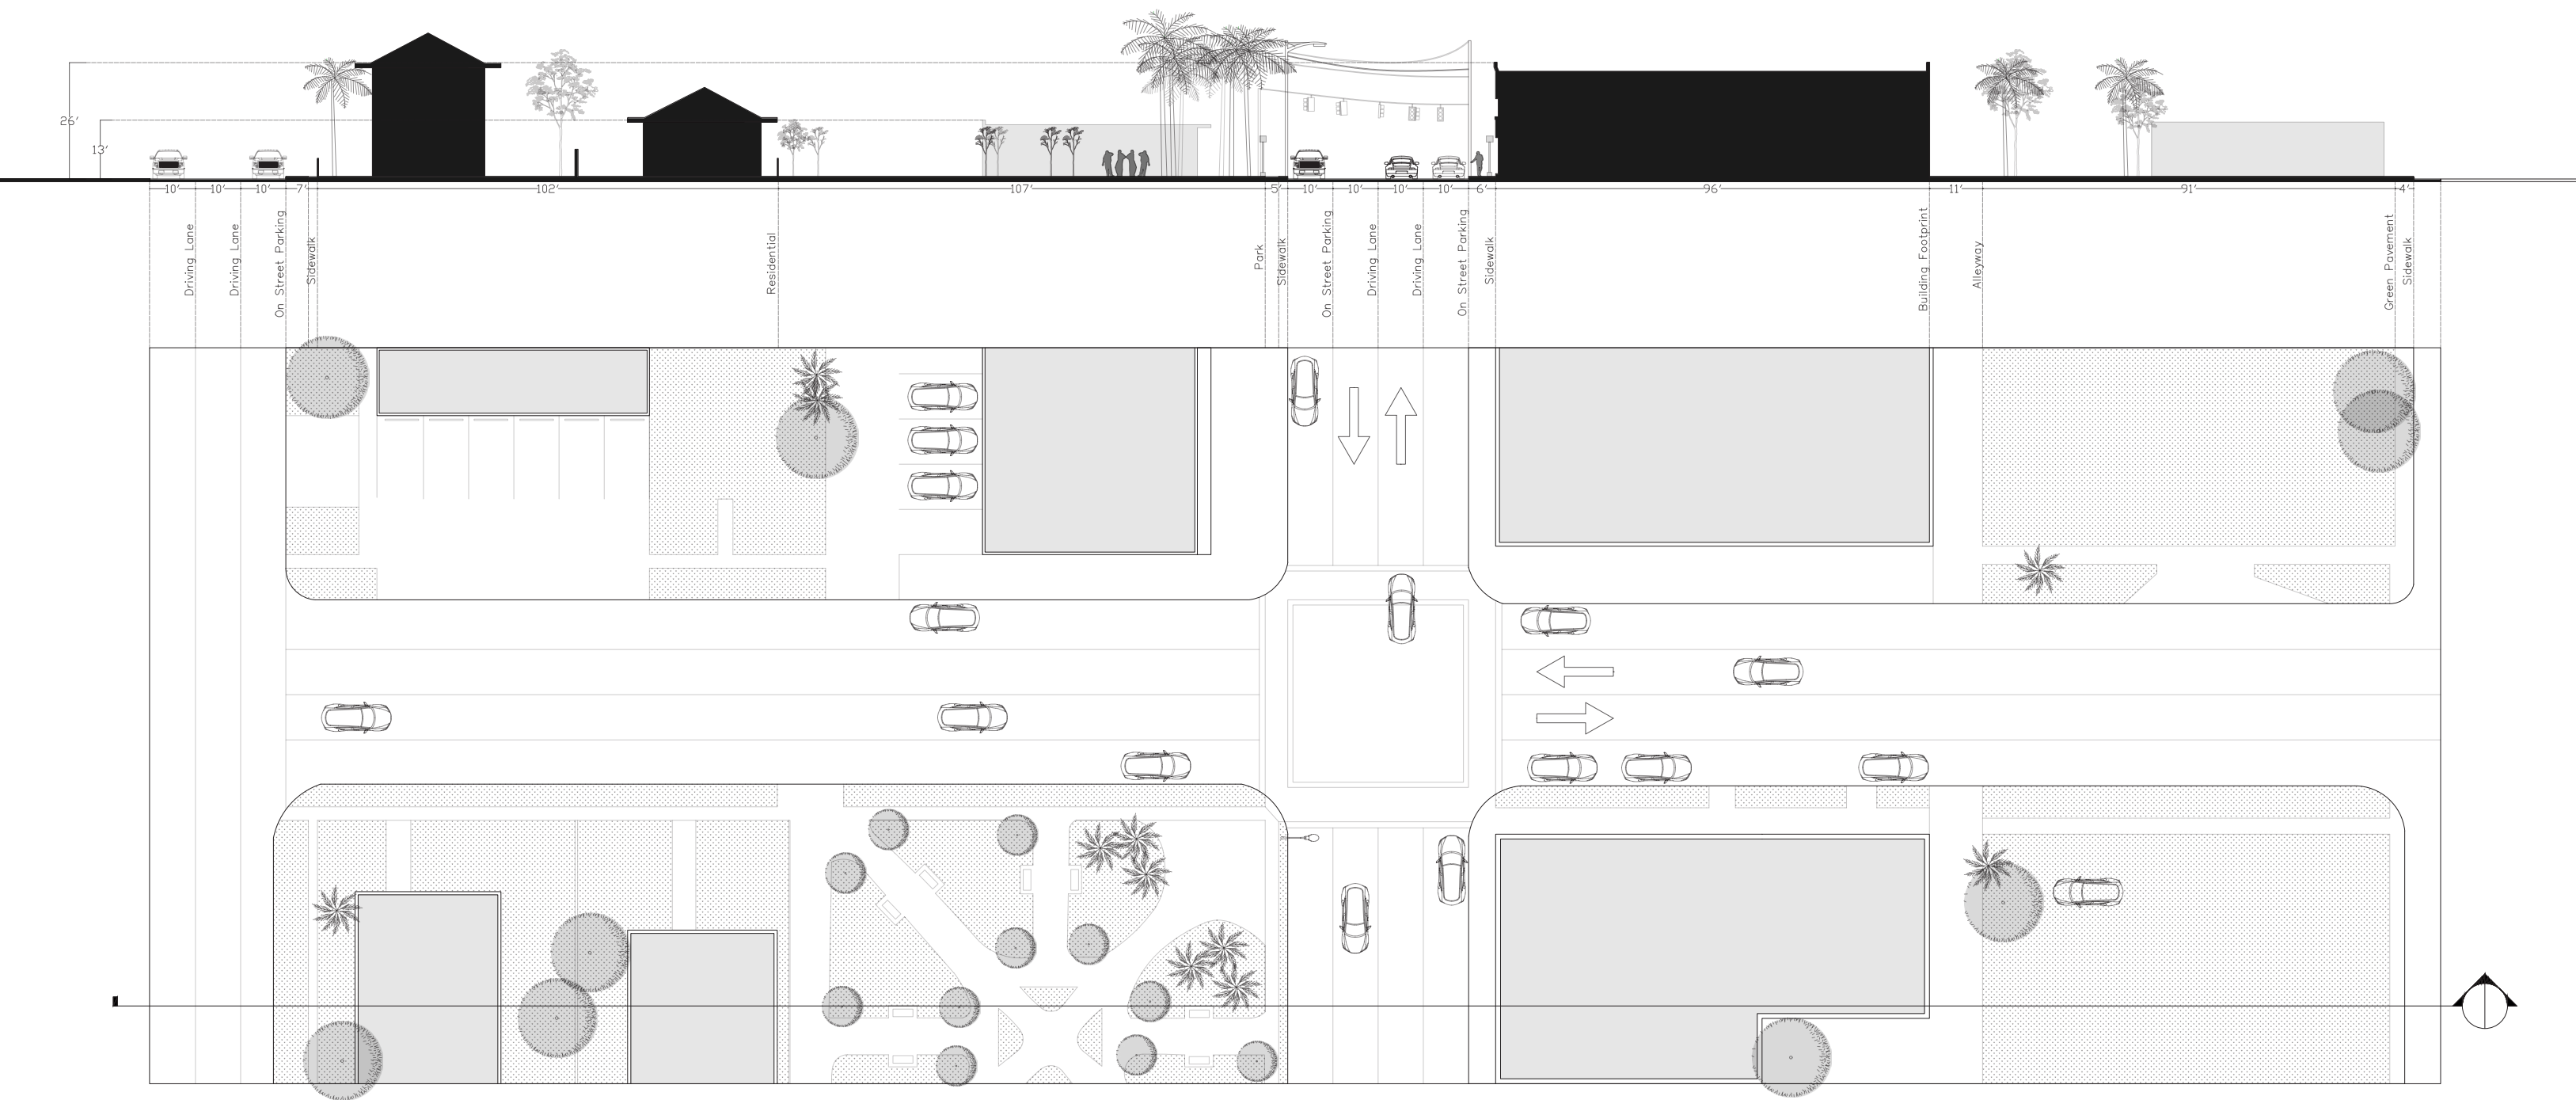 26'
13'
10' 10' 10' 7' 102' 107' 5' 10' 10' 10' 10' 6' 96' 11' 91' 4'
Driving Lane
Driving Lane
On Street Parking
Sidewalk
Residential
Park
Sidewalk
On Street Parking
Driving Lane
Driving Lane
On Street Parking
Sidewalk
Building Footprint
Alleyway
Green Pavement
Sidewalk